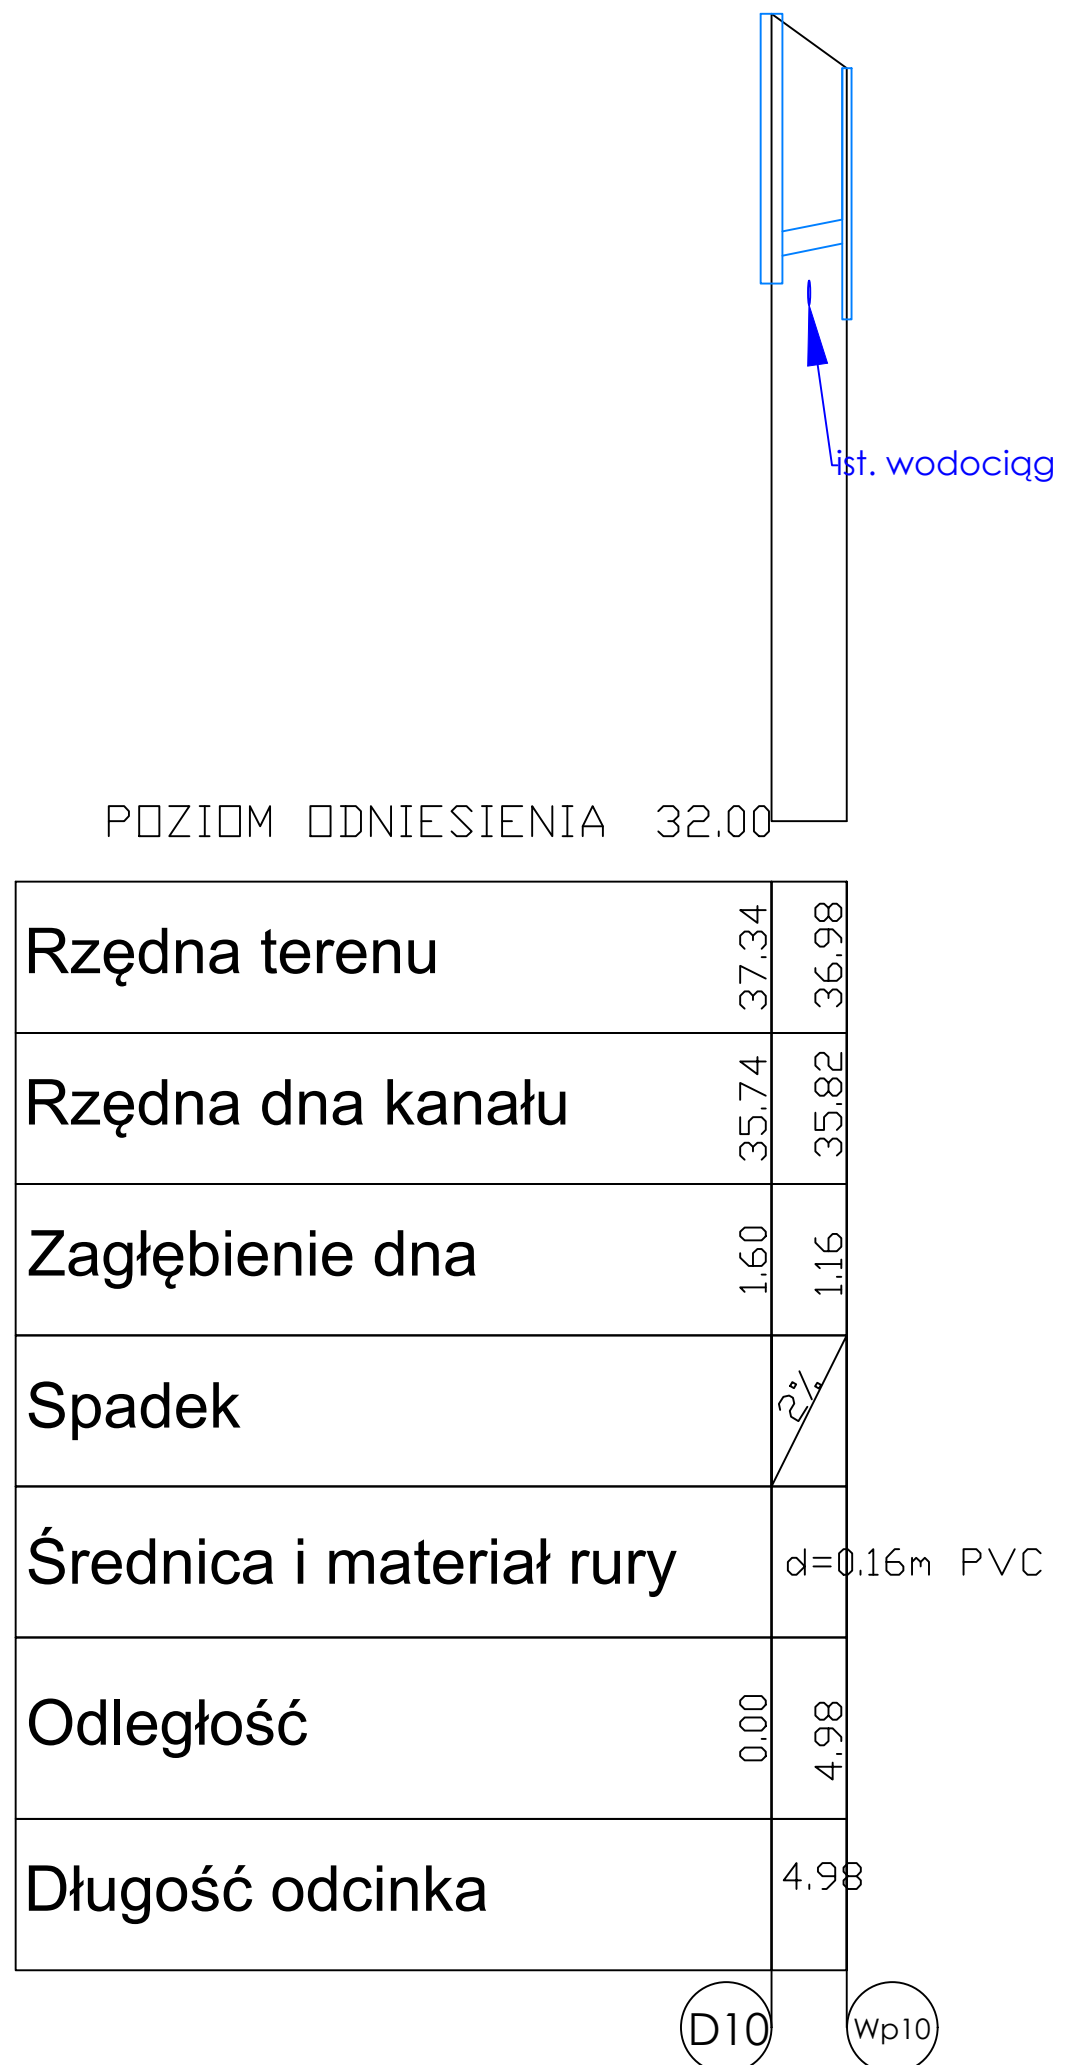 ist. wodociąg
POZIOM ODNIESIENIA 32.00
Rzędna terenu 37.34 36.98
Rzędna dna kanału 35.74 35.82
Zagłębienie dna 1.60 1.16
Spadek 2%
Średnica i materiał rury d=0.16m PVC
Odległość 0.00 4.98
Długość odcinka 4.98
D10 Wp10